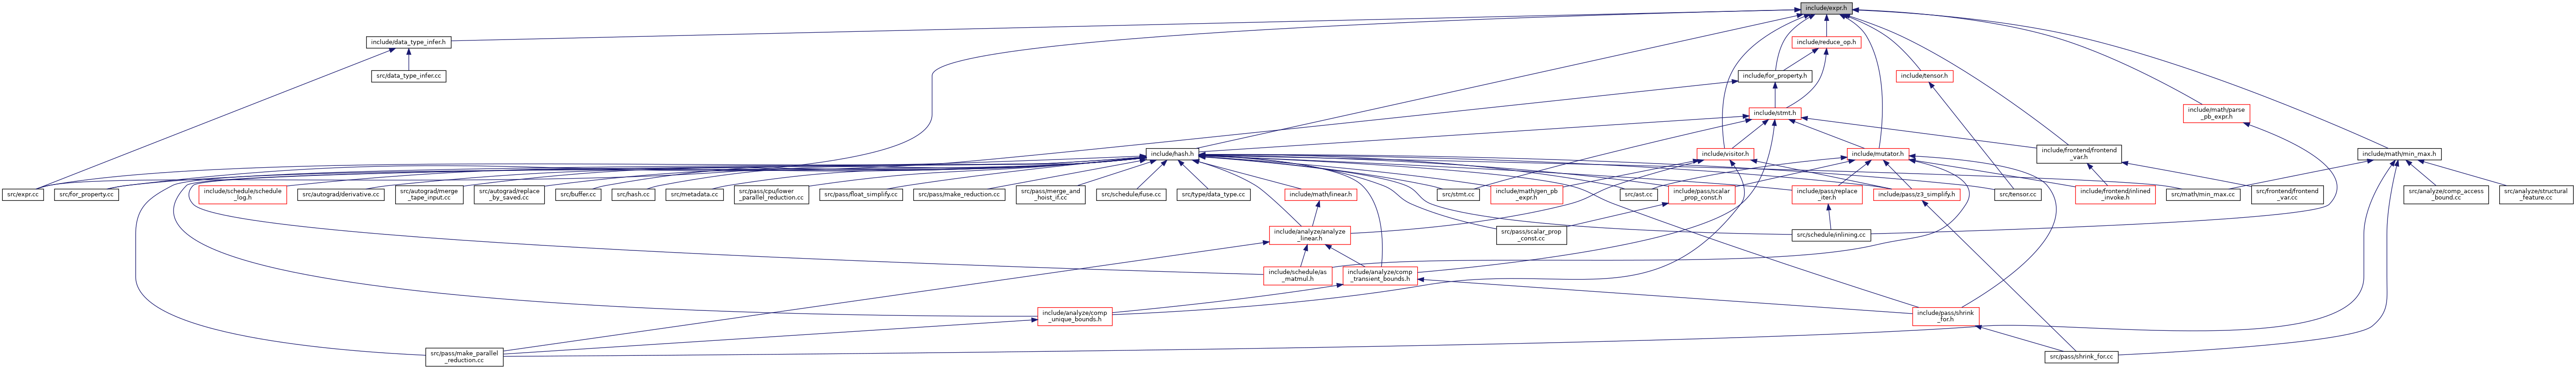 include/expr.h
include/data_type_infer.h
include/reduce_op.h
src/data_type_infer.cc
include/for_property.h
include/tensor.h
include/stmt.h
include/math/parse
_pb_expr.h
include/hash.h
include/visitor.h
include/mutator.h
include/frontend/frontend
_var.h
include/math/min_max.h
src/expr.cc
src/for_property.cc
include/schedule/schedule
_log.h
src/autograd/derivative.cc
src/autograd/merge
_tape_input.cc
src/autograd/replace
_by_saved.cc
src/buffer.cc
src/hash.cc
src/metadata.cc
src/pass/cpu/lower
_parallel_reduction.cc
src/pass/float_simplify.cc
src/pass/make_reduction.cc
src/pass/merge_and
_hoist_if.cc
src/schedule/fuse.cc
src/type/data_type.cc
include/math/linear.h
src/stmt.cc
include/math/gen_pb
_expr.h
src/ast.cc
include/pass/scalar
_prop_const.h
include/pass/replace
_iter.h
include/pass/z3_simplify.h
src/tensor.cc
include/frontend/inlined
_invoke.h
src/math/min_max.cc
src/frontend/frontend
_var.cc
src/analyze/comp_access
_bound.cc
src/analyze/structural
_feature.cc
include/analyze/analyze
_linear.h
src/pass/scalar_prop
_const.cc
src/schedule/inlining.cc
include/schedule/as
_matmul.h
include/analyze/comp
_transient_bounds.h
include/analyze/comp
_unique_bounds.h
include/pass/shrink
_for.h
src/pass/make_parallel
_reduction.cc
src/pass/shrink_for.cc